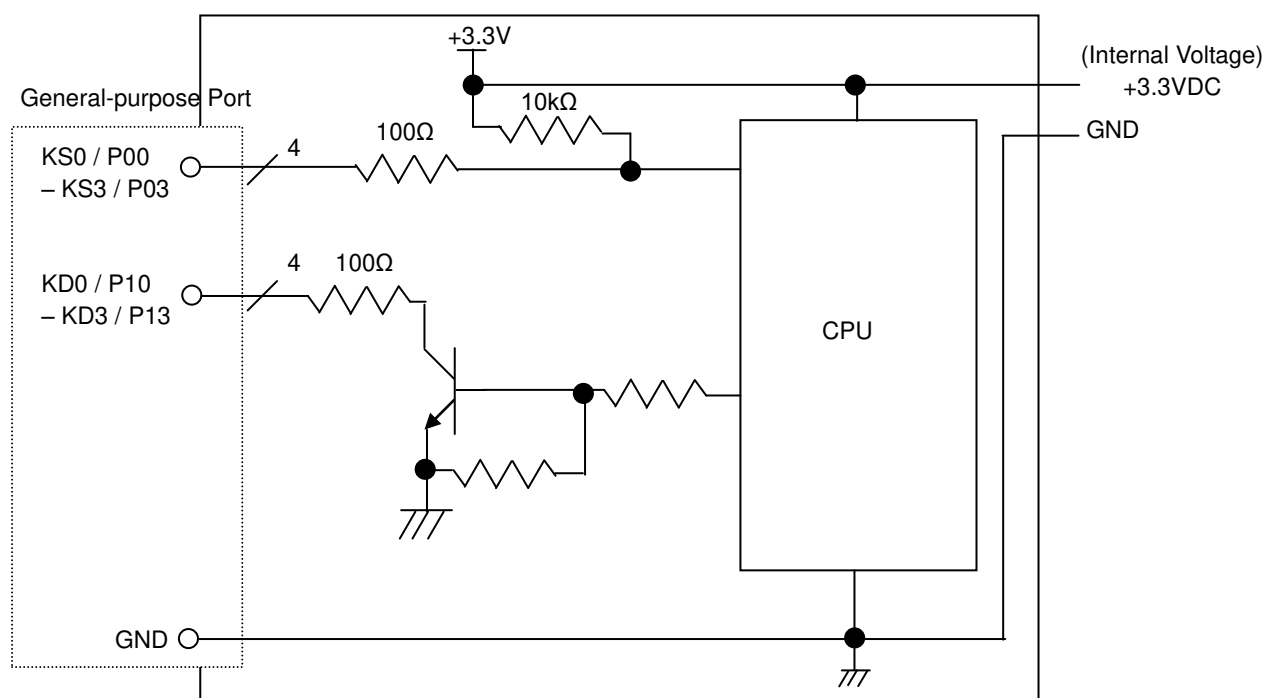 +3.3V
(Internal Voltage)
+3.3VDC
General-purpose Port
10kΩ
GND
KS0 / P00
– KS3 / P03
4
100Ω
KD0 / P10
– KD3 / P13
4
100Ω
CPU
GND